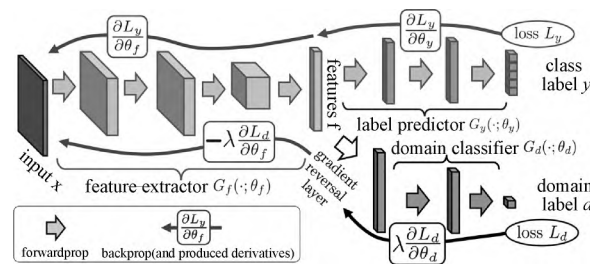 ∂L_y/∂θ_f
∂L_y/∂θ_y
loss L_y
features f
class
label y
label predictor G_y(·;θ_y)
−λ ∂L_d/∂θ_f
input x
domain classifier G_d(·;θ_d)
feature extractor G_f(·;θ_f)
gradient
reversal
layer
domain
label d
λ ∂L_d/∂θ_d
loss L_d
forwardprop
∂L_y/∂θ_f
backprop(and produced derivatives)